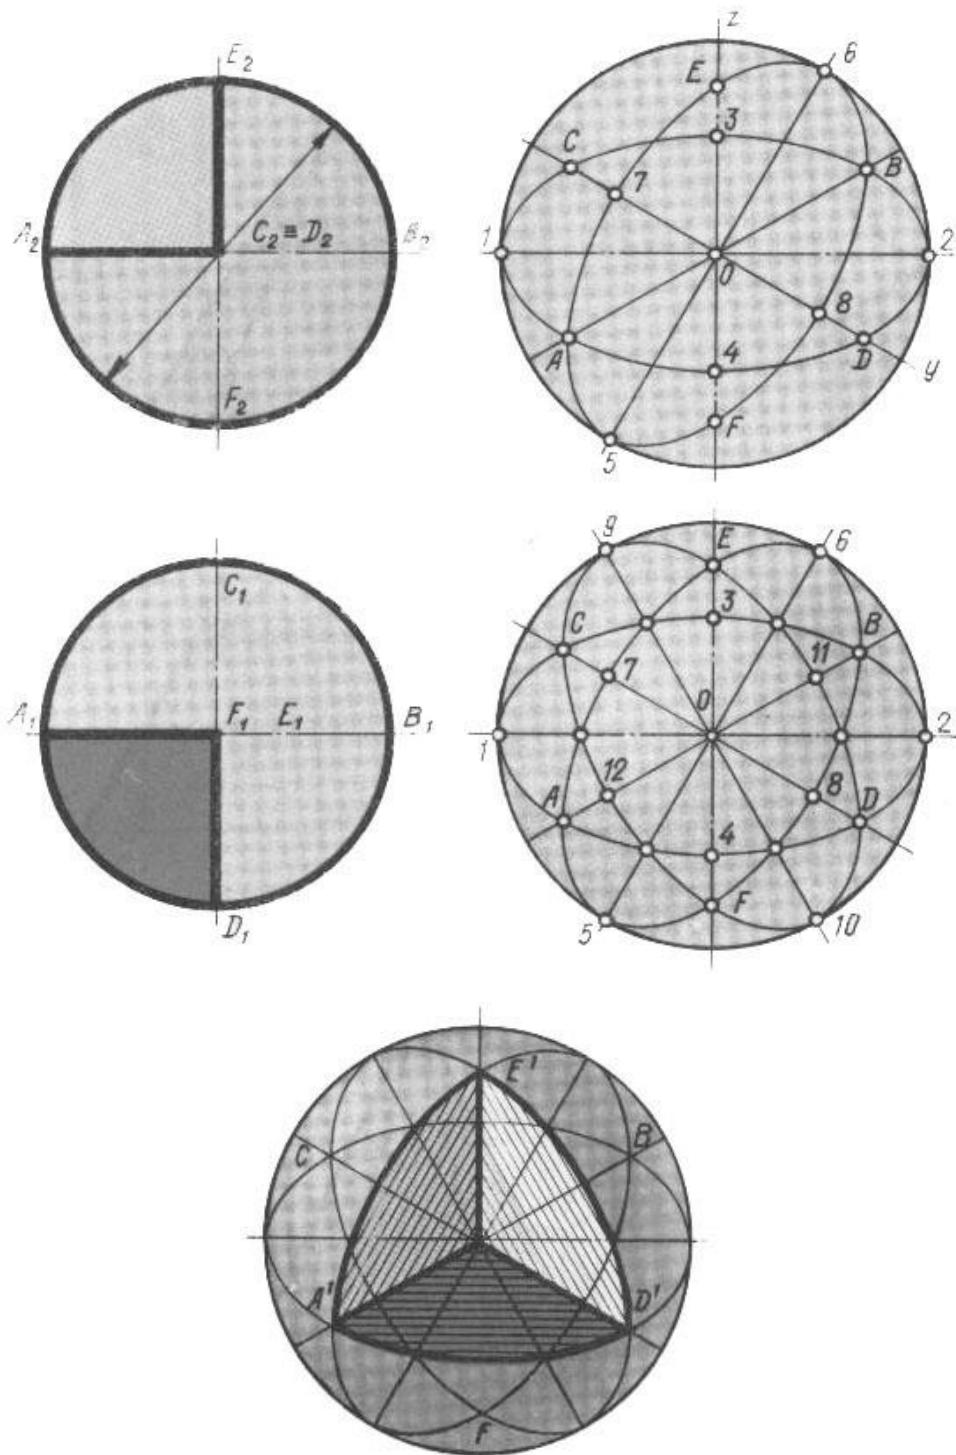 E₂
A₂
C₂ ≡ D₂
B₂
F₂
z
6
E
3
C
7
B
1
0
2
8
A
4
D
y
F
5
C₁
A₁
F₁
E₁
B₁
D₁
9
E
6
C
3
B
7
11
0
1
2
12
8
A
D
4
F
5
10
E'
C
B
A'
D'
F